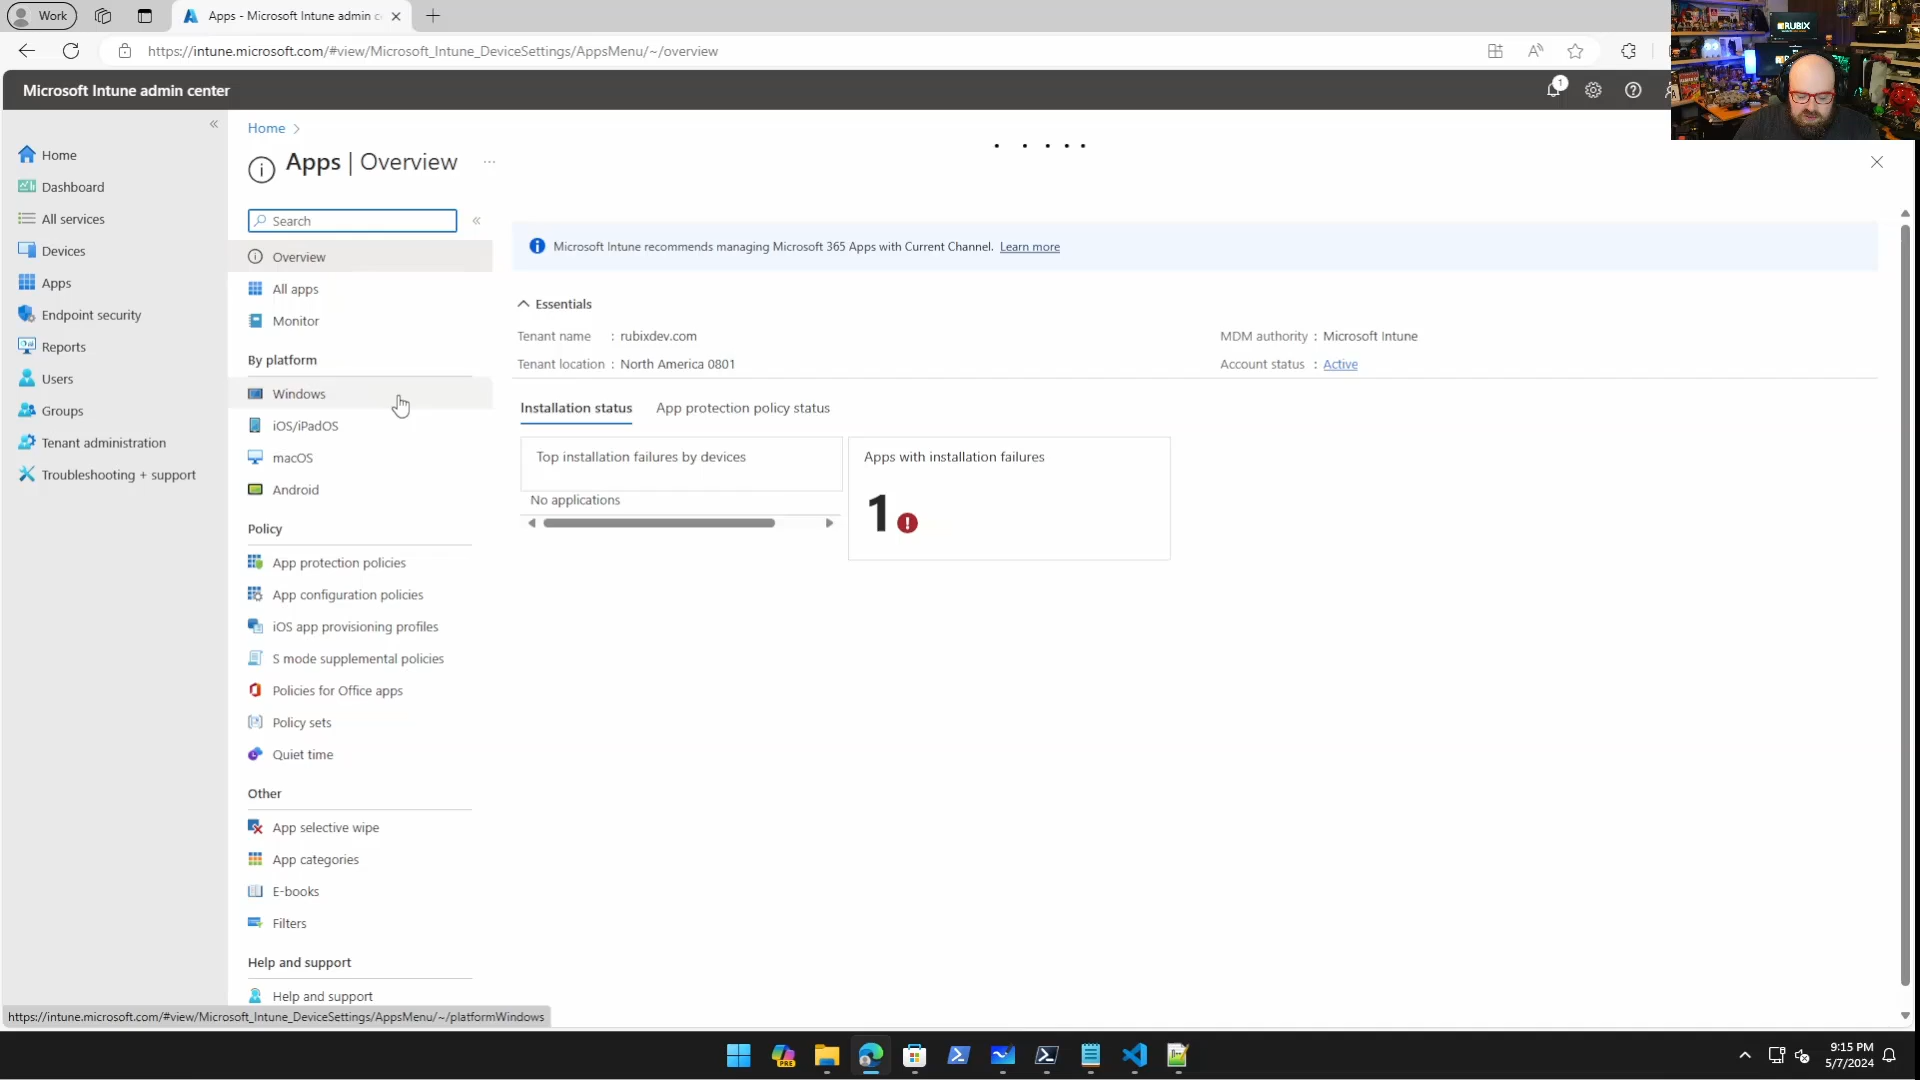 Work
Apps - Microsoft Intune admin c
https://intune.microsoft.com/#view/Microsoft_Intune_DeviceSettings/AppsMenu/~/overview
RUBIX
Microsoft Intune admin center
1
Home
Dashboard
All services
Devices
Apps
Endpoint security
Reports
Users
Groups
Tenant administration
Troubleshooting + support
Home
Apps | Overview
Search
Overview
All apps
Monitor
By platform
Windows
iOS/iPadOS
macOS
Android
Policy
App protection policies
App configuration policies
iOS app provisioning profiles
S mode supplemental policies
Policies for Office apps
Policy sets
Quiet time
Other
App selective wipe
App categories
E-books
Filters
Help and support
Help and support
Microsoft Intune recommends managing Microsoft 365 Apps with Current Channel. Learn more
Essentials
Tenant name : rubixdev.com
Tenant location : North America 0801
MDM authority : Microsoft Intune
Account status : Active
Installation status
App protection policy status
Top installation failures by devices
No applications
Apps with installation failures
1
https://intune.microsoft.com/#view/Microsoft_Intune_DeviceSettings/AppsMenu/~/platformWindows
PRE
9:15 PM
5/7/2024